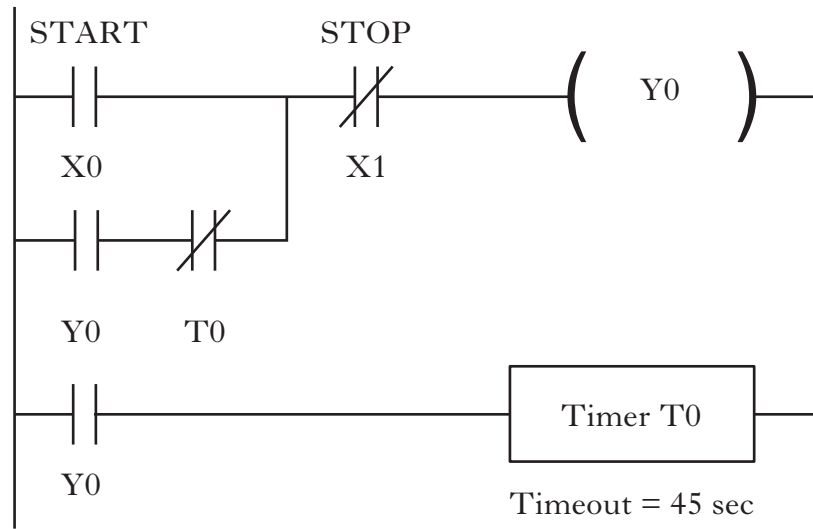 START STOP
Y0
X0 X1
Y0 T0
Timer T0
Y0
Timeout = 45 sec